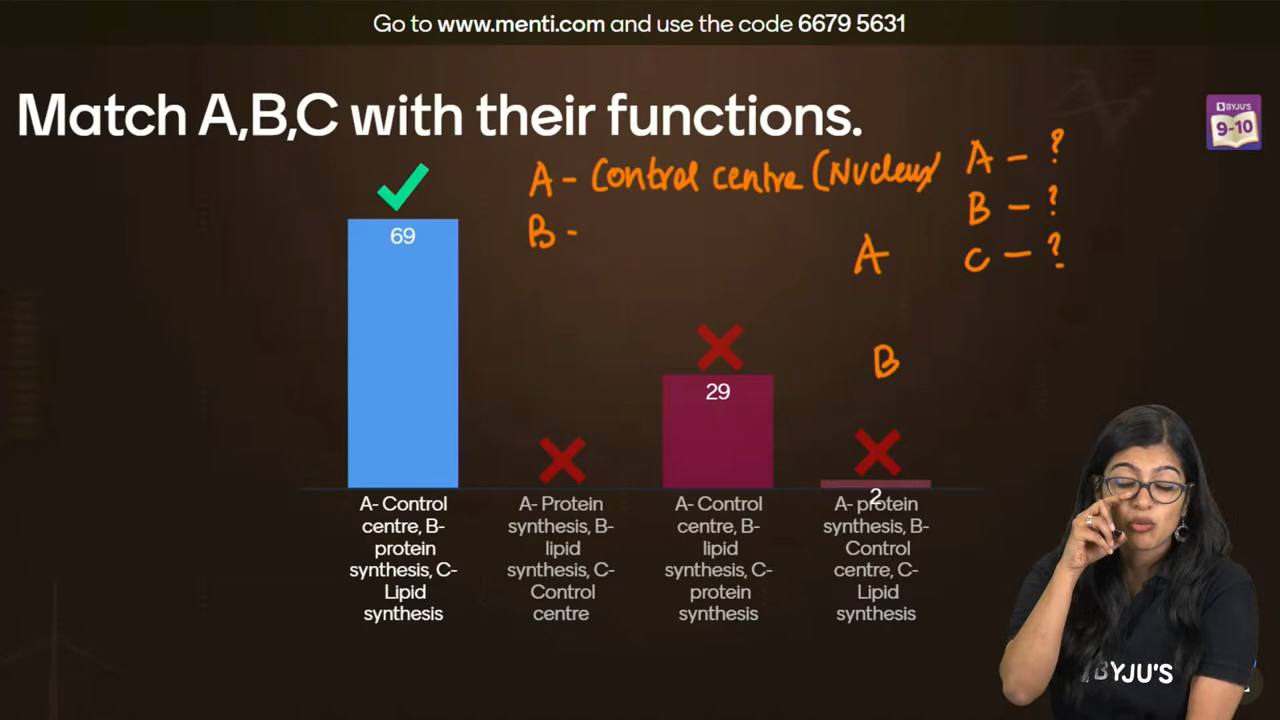 Go to www.menti.com and use the code 6679 5631
Match A,B,C with their functions.
BYJU'S
9-10
A - Control centre (Nucleus)
B -
A - ?
B - ?
C - ?
A
B
69
29
2
A- Control
centre, B-
protein
synthesis, C-
Lipid
synthesis
A- Protein
synthesis, B-
lipid
synthesis, C-
Control
centre
A- Control
centre, B-
lipid
synthesis, C-
protein
synthesis
A- protein
synthesis, B-
Control
centre, C-
Lipid
synthesis
BYJU'S